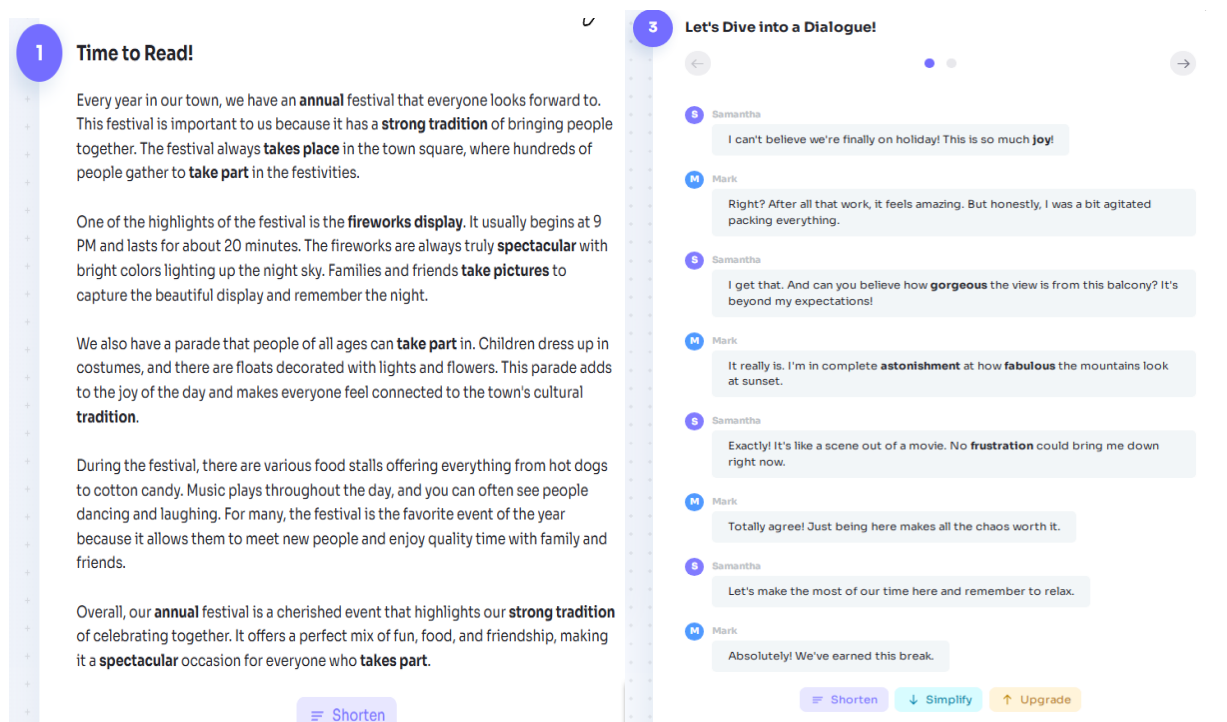 1
Time to Read!
Every year in our town, we have an annual festival that everyone looks forward to.
This festival is important to us because it has a strong tradition of bringing people
together. The festival always takes place in the town square, where hundreds of
people gather to take part in the festivities.
One of the highlights of the festival is the fireworks display. It usually begins at 9
PM and lasts for about 20 minutes. The fireworks are always truly spectacular with
bright colors lighting up the night sky. Families and friends take pictures to
capture the beautiful display and remember the night.
We also have a parade that people of all ages can take part in. Children dress up in
costumes, and there are floats decorated with lights and flowers. This parade adds
to the joy of the day and makes everyone feel connected to the town's cultural
tradition.
During the festival, there are various food stalls offering everything from hot dogs
to cotton candy. Music plays throughout the day, and you can often see people
dancing and laughing. For many, the festival is the favorite event of the year
because it allows them to meet new people and enjoy quality time with family and
friends.
Overall, our annual festival is a cherished event that highlights our strong tradition
of celebrating together. It offers a perfect mix of fun, food, and friendship, making
it a spectacular occasion for everyone who takes part.
Shorten
3
Let's Dive into a Dialogue!
S Samantha
I can't believe we're finally on holiday! This is so much joy!
M Mark
Right? After all that work, it feels amazing. But honestly, I was a bit agitated
packing everything.
S Samantha
I get that. And can you believe how gorgeous the view is from this balcony? It's
beyond my expectations!
M Mark
It really is. I'm in complete astonishment at how fabulous the mountains look
at sunset.
S Samantha
Exactly! It's like a scene out of a movie. No frustration could bring me down
right now.
M Mark
Totally agree! Just being here makes all the chaos worth it.
S Samantha
Let's make the most of our time here and remember to relax.
M Mark
Absolutely! We've earned this break.
Shorten Simplify Upgrade